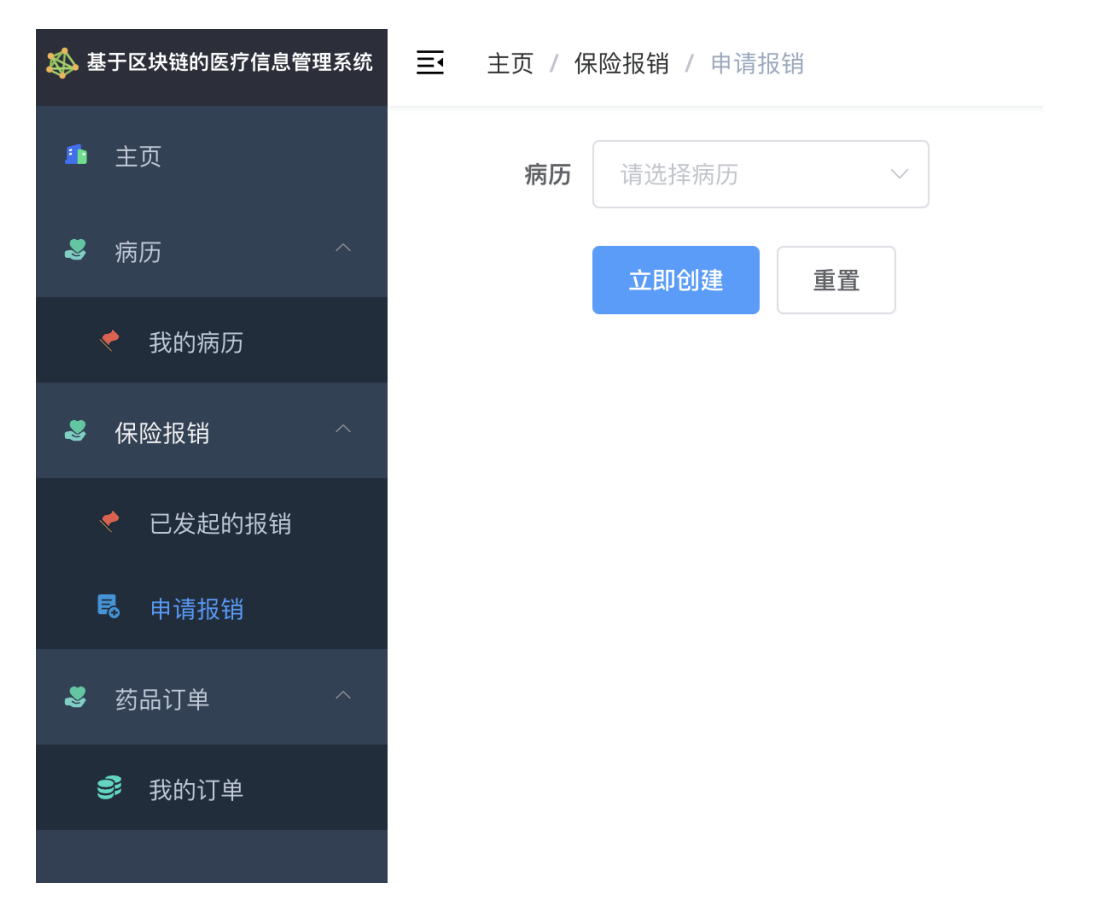 基于区块链的医疗信息管理系统
主页 / 保险报销 / 申请报销
主页
病历
我的病历
保险报销
已发起的报销
申请报销
药品订单
我的订单
病历 请选择病历
立即创建 重置